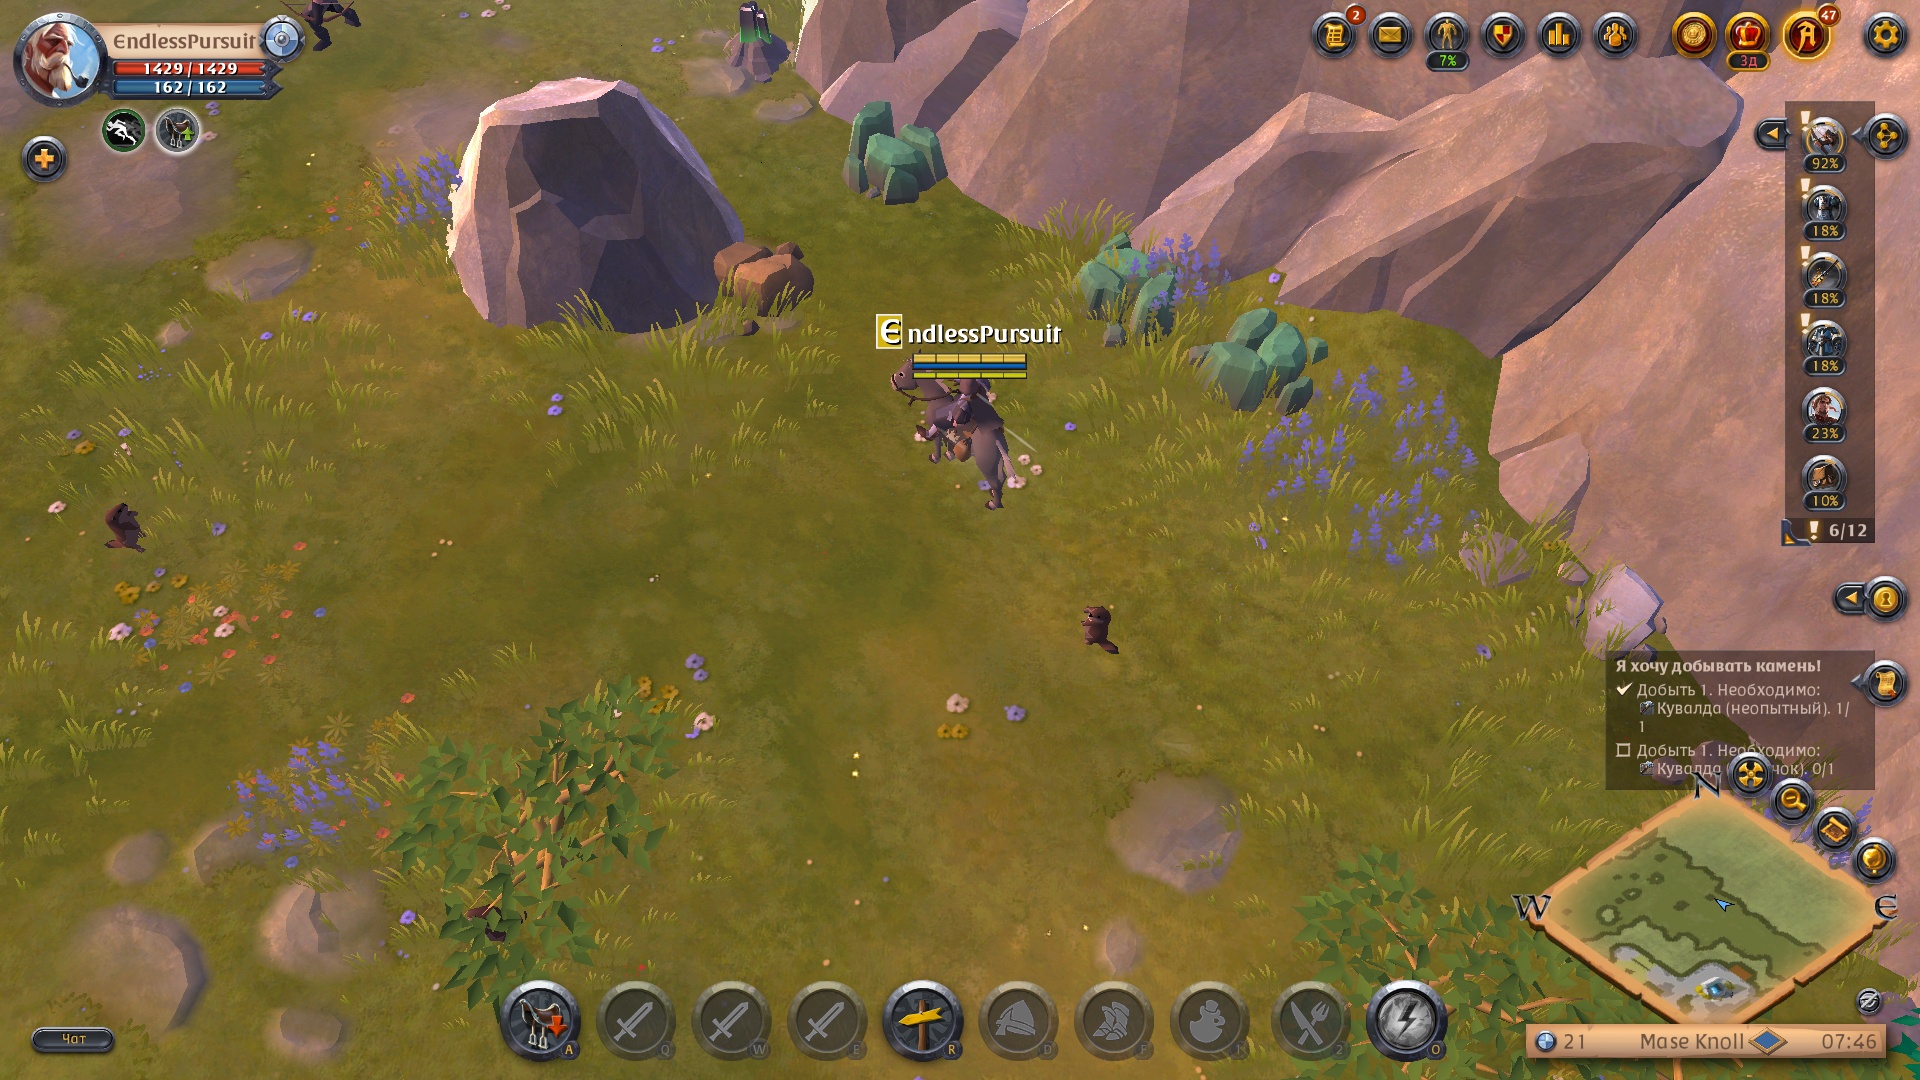 EndlessPursuit
1429 / 1429
162 / 162
2
7%
3д
47
92%
18%
18%
18%
23%
10%
6/12
EndlessPursuit
Я хочу добывать камень!
Добыть 1. Необходимо:
Кувалда (неопытный). 1/
1
Добыть 1. Необходимо:
Кувалда чок). 0/1
N
W
E
A
Q
W
E
R
D
F
1
2
O
Чат
21 Mase Knoll 07:46